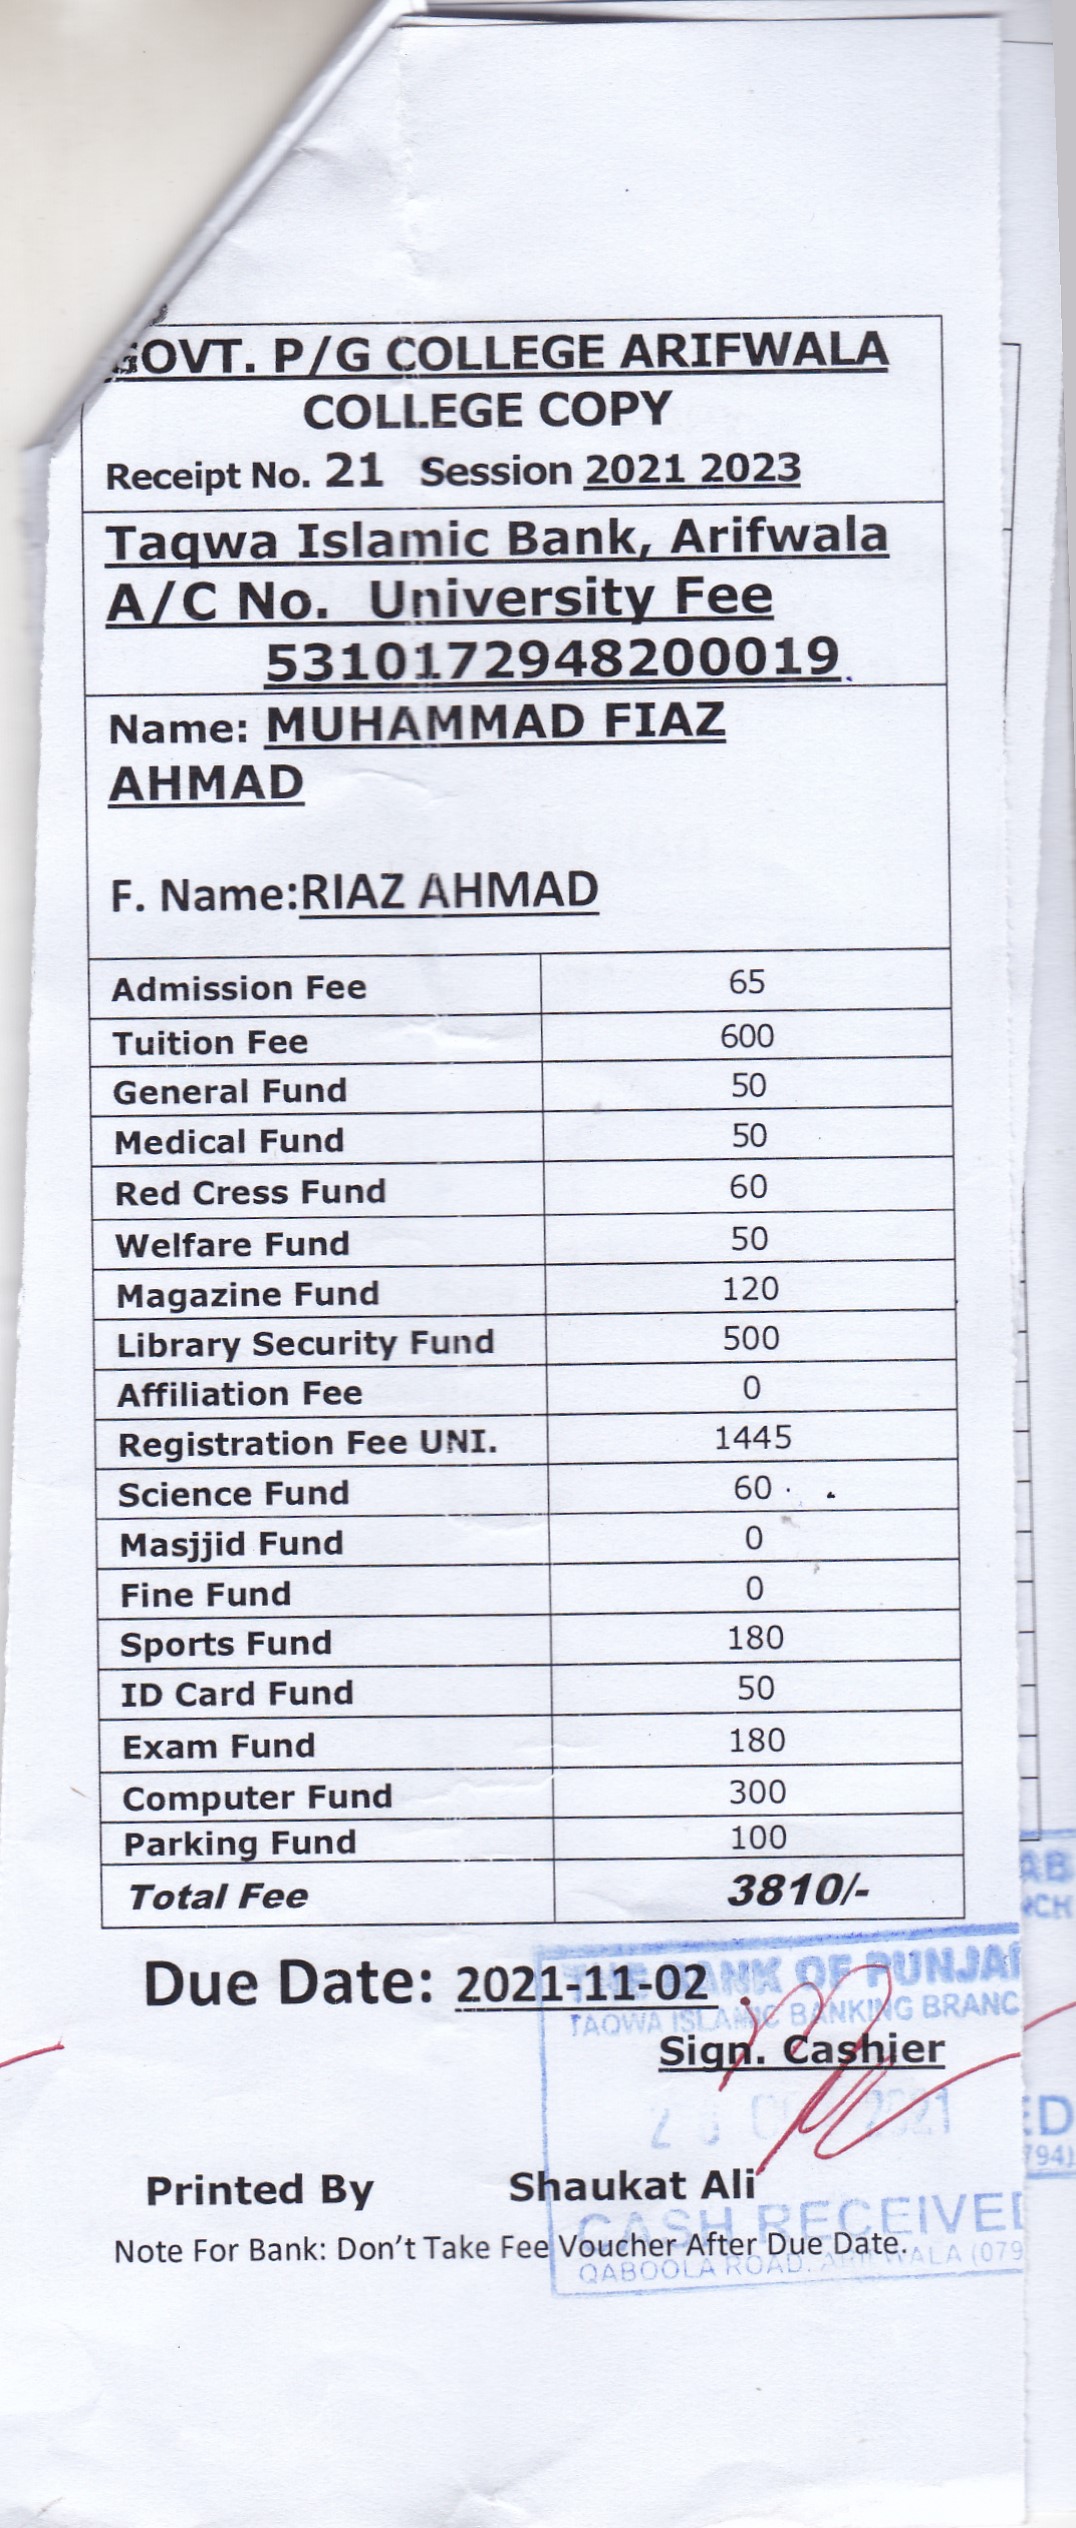 GOVT. P/G COLLEGE ARIFWALA
COLLEGE COPY
Receipt No. 21 Session 2021 2023
Taqwa Islamic Bank, Arifwala
A/C No. University Fee
5310172948200019
Name: MUHAMMAD FIAZ
AHMAD
F. Name:RIAZ AHMAD
Admission Fee 65
Tuition Fee 600
General Fund 50
Medical Fund 50
Red Cress Fund 60
Welfare Fund 50
Magazine Fund 120
Library Security Fund 500
Affiliation Fee 0
Registration Fee UNI. 1445
Science Fund 60
Masjjid Fund 0
Fine Fund 0
Sports Fund 180
ID Card Fund 50
Exam Fund 180
Computer Fund 300
Parking Fund 100
Total Fee 3810/-
Due Date: 2021-11-02
THE BANK OF PUNJAB
TAQWA ISLAMIC BANKING BRANC
Sign. Cashier
2021
Printed By Shaukat Ali
CASH RECEIVED
Note For Bank: Don't Take Fee Voucher After Due Date.
QABOOLA ROAD. ARIFWALA (079
AB
CH
ED
794)